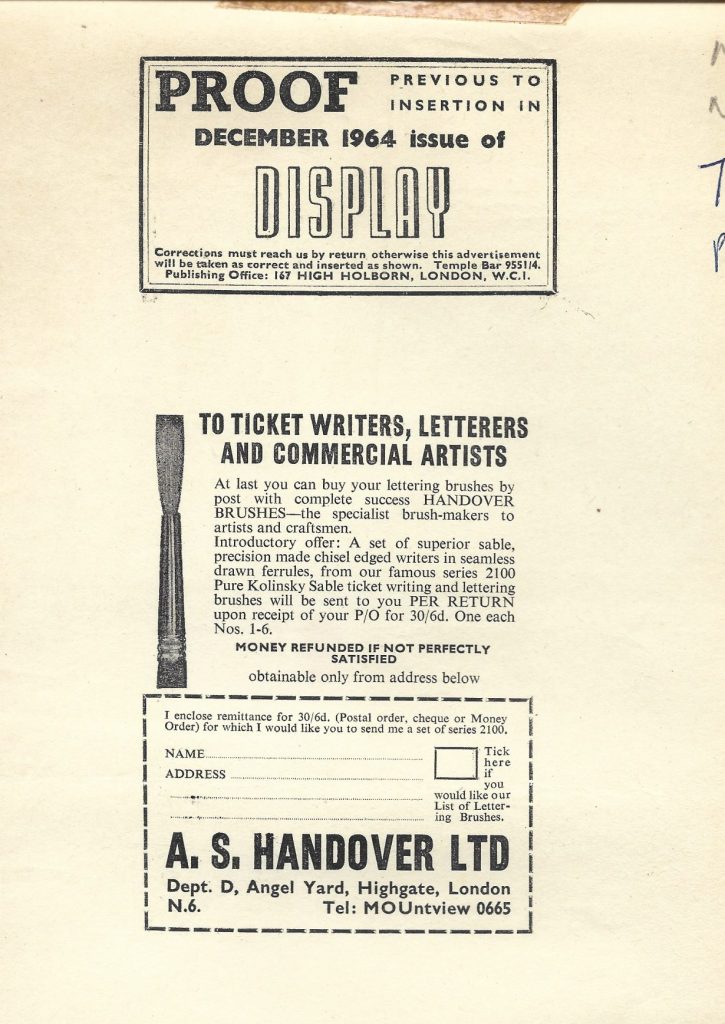 PROOF PREVIOUS TO
INSERTION IN
DECEMBER 1964 issue of
DISPLAY
Corrections must reach us by return otherwise this advertisement
will be taken as correct and inserted as shown. Temple Bar 9551/4.
Publishing Office: 167 HIGH HOLBORN, LONDON, W.C.I.
TO TICKET WRITERS, LETTERERS
AND COMMERCIAL ARTISTS
At last you can buy your lettering brushes by
post with complete success HANDOVER
BRUSHES—the specialist brush-makers to
artists and craftsmen.
Introductory offer: A set of superior sable,
precision made chisel edged writers in seamless
drawn ferrules, from our famous series 2100
Pure Kolinsky Sable ticket writing and lettering
brushes will be sent to you PER RETURN
upon receipt of your P/O for 30/6d. One each
Nos. 1-6.
MONEY REFUNDED IF NOT PERFECTLY
SATISFIED
obtainable only from address below
I enclose remittance for 30/6d. (Postal order, cheque or Money
Order) for which I would like you to send me a set of series 2100.
NAME
ADDRESS
Tick
here
if
you
would like our
List of Letter-
ing Brushes.
A. S. HANDOVER LTD
Dept. D, Angel Yard, Highgate, London
N.6. Tel: MOUntview 0665